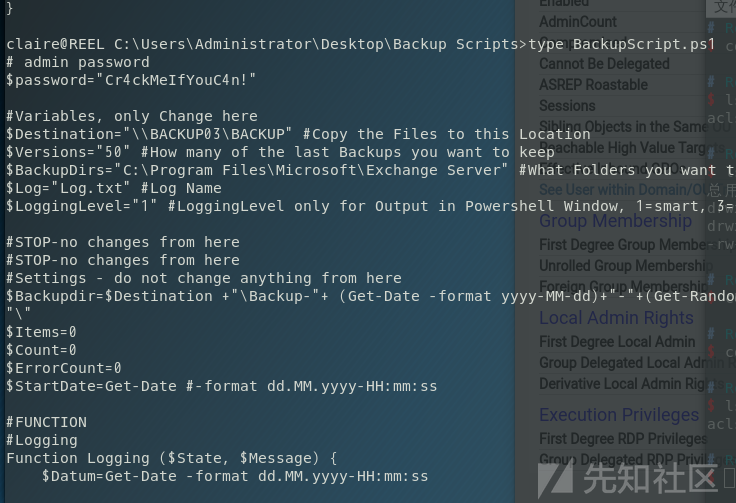 }
claire@REEL C:\Users\Administrator\Desktop\Backup Scripts>type BackupScript.ps1
# admin password
$password="Cr4ckMeIfYouC4n!"
#Variables, only Change here
$Destination="\\BACKUP03\BACKUP" #Copy the Files to this Location
$Versions="50" #How many of the last Backups you want to keep
$BackupDirs="C:\Program Files\Microsoft\Exchange Server" #What Folders you want t
$Log="Log.txt" #Log Name
$LoggingLevel="1" #LoggingLevel only for Output in Powershell Window, 1=smart, 3=
#STOP-no changes from here
#STOP-no changes from here
#Settings - do not change anything from here
$Backupdir=$Destination +"\Backup-"+ (Get-Date -format yyyy-MM-dd)+"-"+(Get-Rando
"\"
$Items=0
$Count=0
$ErrorCount=0
$StartDate=Get-Date #-format dd.MM.yyyy-HH:mm:ss
#FUNCTION
#Logging
Function Logging ($State, $Message) {
$Datum=Get-Date -format dd.MM.yyyy-HH:mm:ss
Enabled
AdminCount
Cannot Be Delegated
ASREP Roastable
Sessions
Sibling Objects in the Same OU
Reachable High Value Targ
See User within Domain/OU
Group Membership
First Degree Group Membe
Unrolled Group Membership
Foreign Group Membership
Local Admin Rights
First Degree Local Admin
Group Delegated Local Admin R
Derivative Local Admin Rig
Execution Privileges
First Degree RDP Privileges
Group Delegated RDP Privil
先知社区